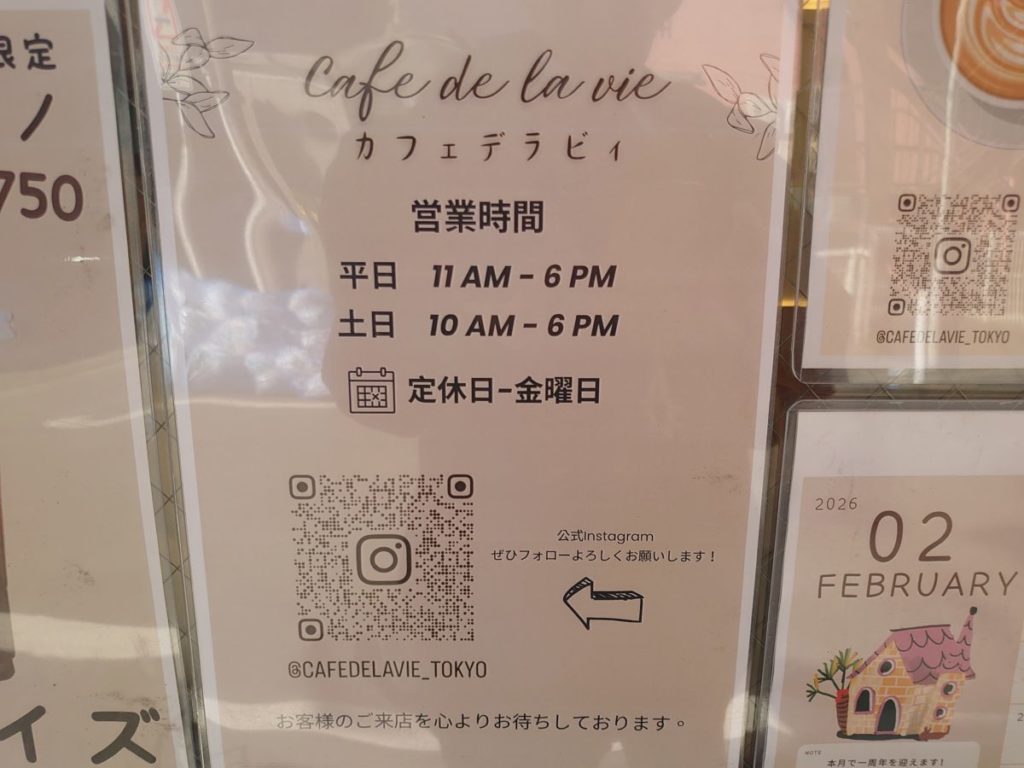 限定
ノ
750
イズ
Cafe de la vie
カフェデラビィ
営業時間
平日 11 AM - 6 PM
土日 10 AM - 6 PM
定休日-金曜日
公式Instagram
ぜひフォローよろしくお願いします！
@CAFEDELAVIE_TOKYO
お客様のご来店を心よりお待ちしております。
@CAFEDELAVIE_TOKYO
2026
02
FEBRUARY
NOTE
本月で一周年を迎えます！